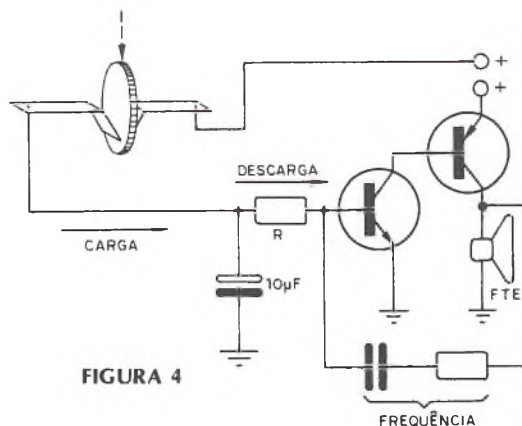 +
+
DESCARGA
R
CARGA
10µF
FTE
FIGURA 4
FREQUÊNCIA